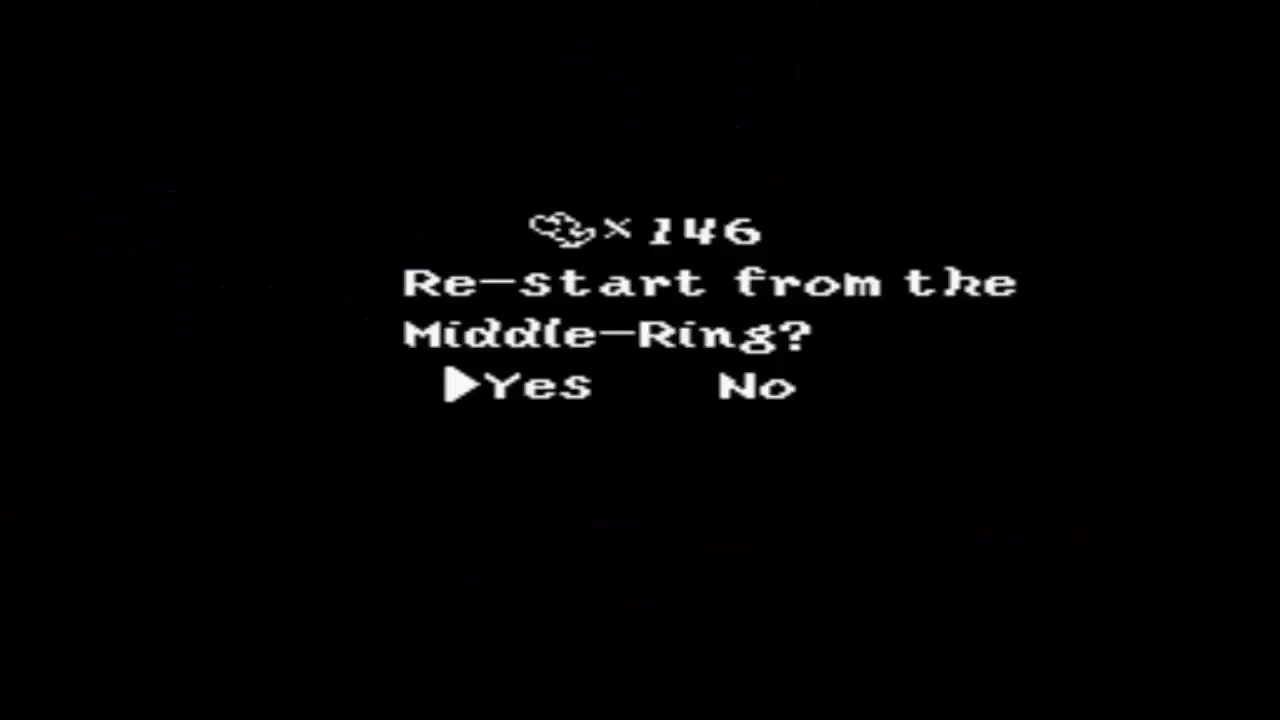 × 146
Re-start from the
Middle-Ring?
▶Yes No